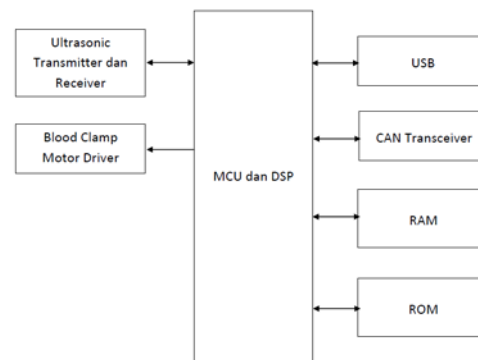 Ultrasonic
Transmitter dan
Receiver
Blood Clamp
Motor Driver
MCU dan DSP
USB
CAN Transceiver
RAM
ROM